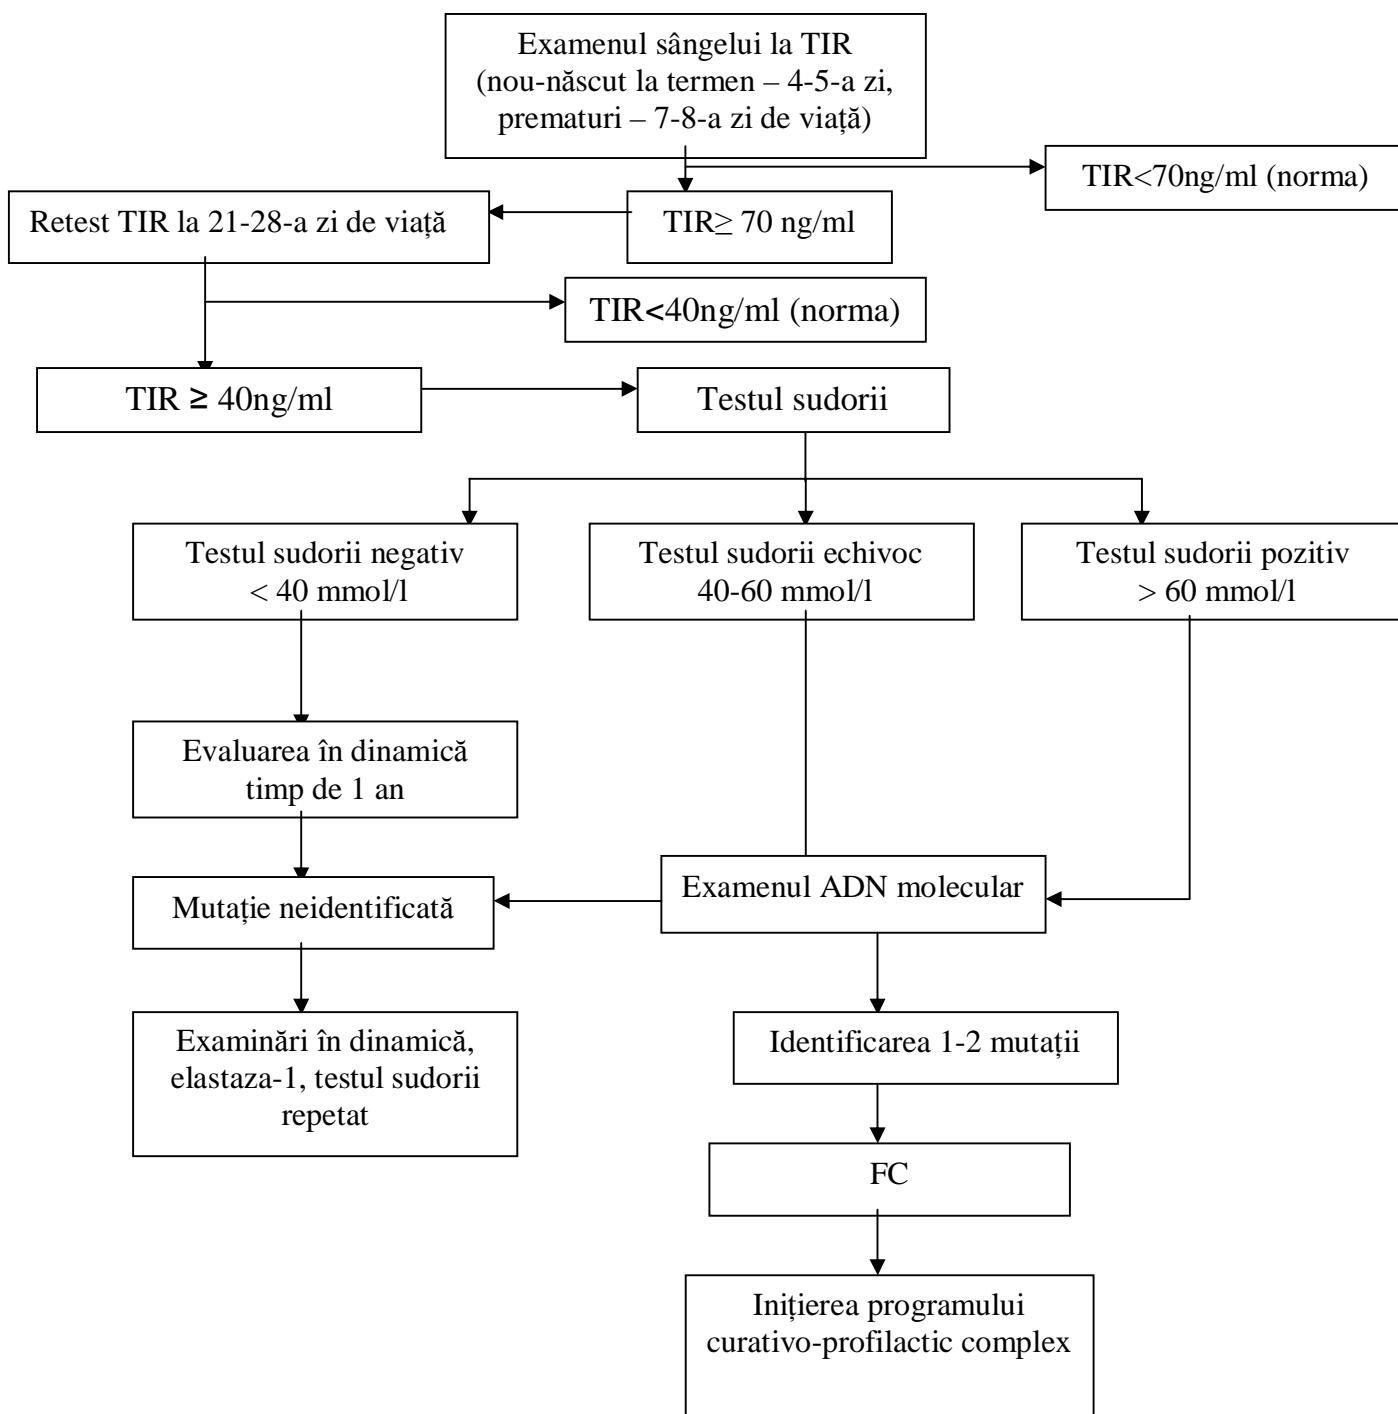 Examenul sângelui la TIR
(nou-născut la termen – 4-5-a zi,
prematuri – 7-8-a zi de viață)
TIR<70ng/ml (norma)
Retest TIR la 21-28-a zi de viață
TIR≥ 70 ng/ml
TIR<40ng/ml (norma)
TIR ≥ 40ng/ml
Testul sudorii
Testul sudorii negativ
< 40 mmol/l
Testul sudorii echivoc
40-60 mmol/l
Testul sudorii pozitiv
> 60 mmol/l
Evaluarea în dinamică
timp de 1 an
Mutație neidentificată
Examenul ADN molecular
Examinări în dinamică,
elastaza-1, testul sudorii
repetat
Identificarea 1-2 mutații
FC
Inițierea programului
curativo-profilactic complex